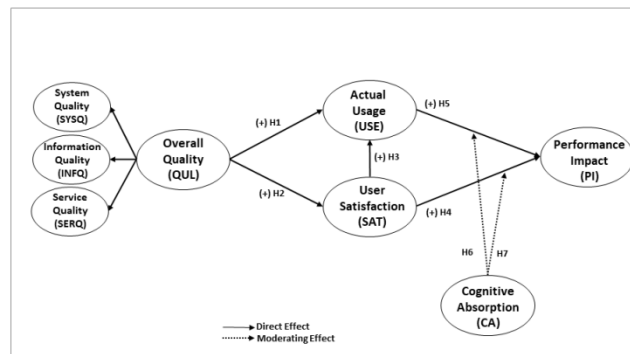 System
Quality
(SYSQ)
Information
Quality
(INFQ)
Service
Quality
(SERQ)
Overall
Quality
(QUL)
(+) H1
(+) H2
Actual
Usage
(USE)
(+) H3
User
Satisfaction
(SAT)
(+) H5
(+) H4
Performance
Impact
(PI)
H6
H7
Cognitive
Absorption
(CA)
Direct Effect
Moderating Effect